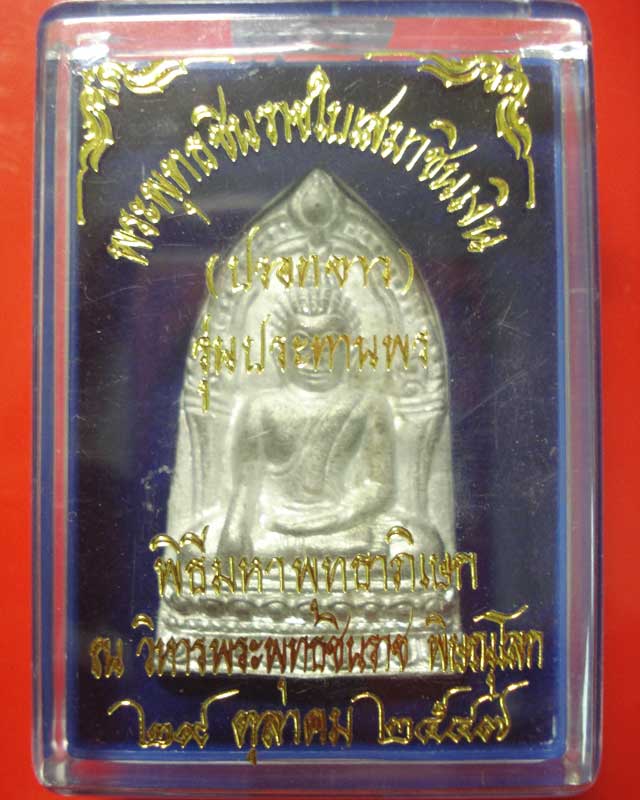 พระพุทธชินราชใบเสมาชินเงิน
(ปรอทขาว)
รุ่นประทานพร
พิธีมหาพุทธาภิเษก
ณ วิหารพระพุทธชินราช พิษณุโลก
ตุลาคม ๒๕๔๗